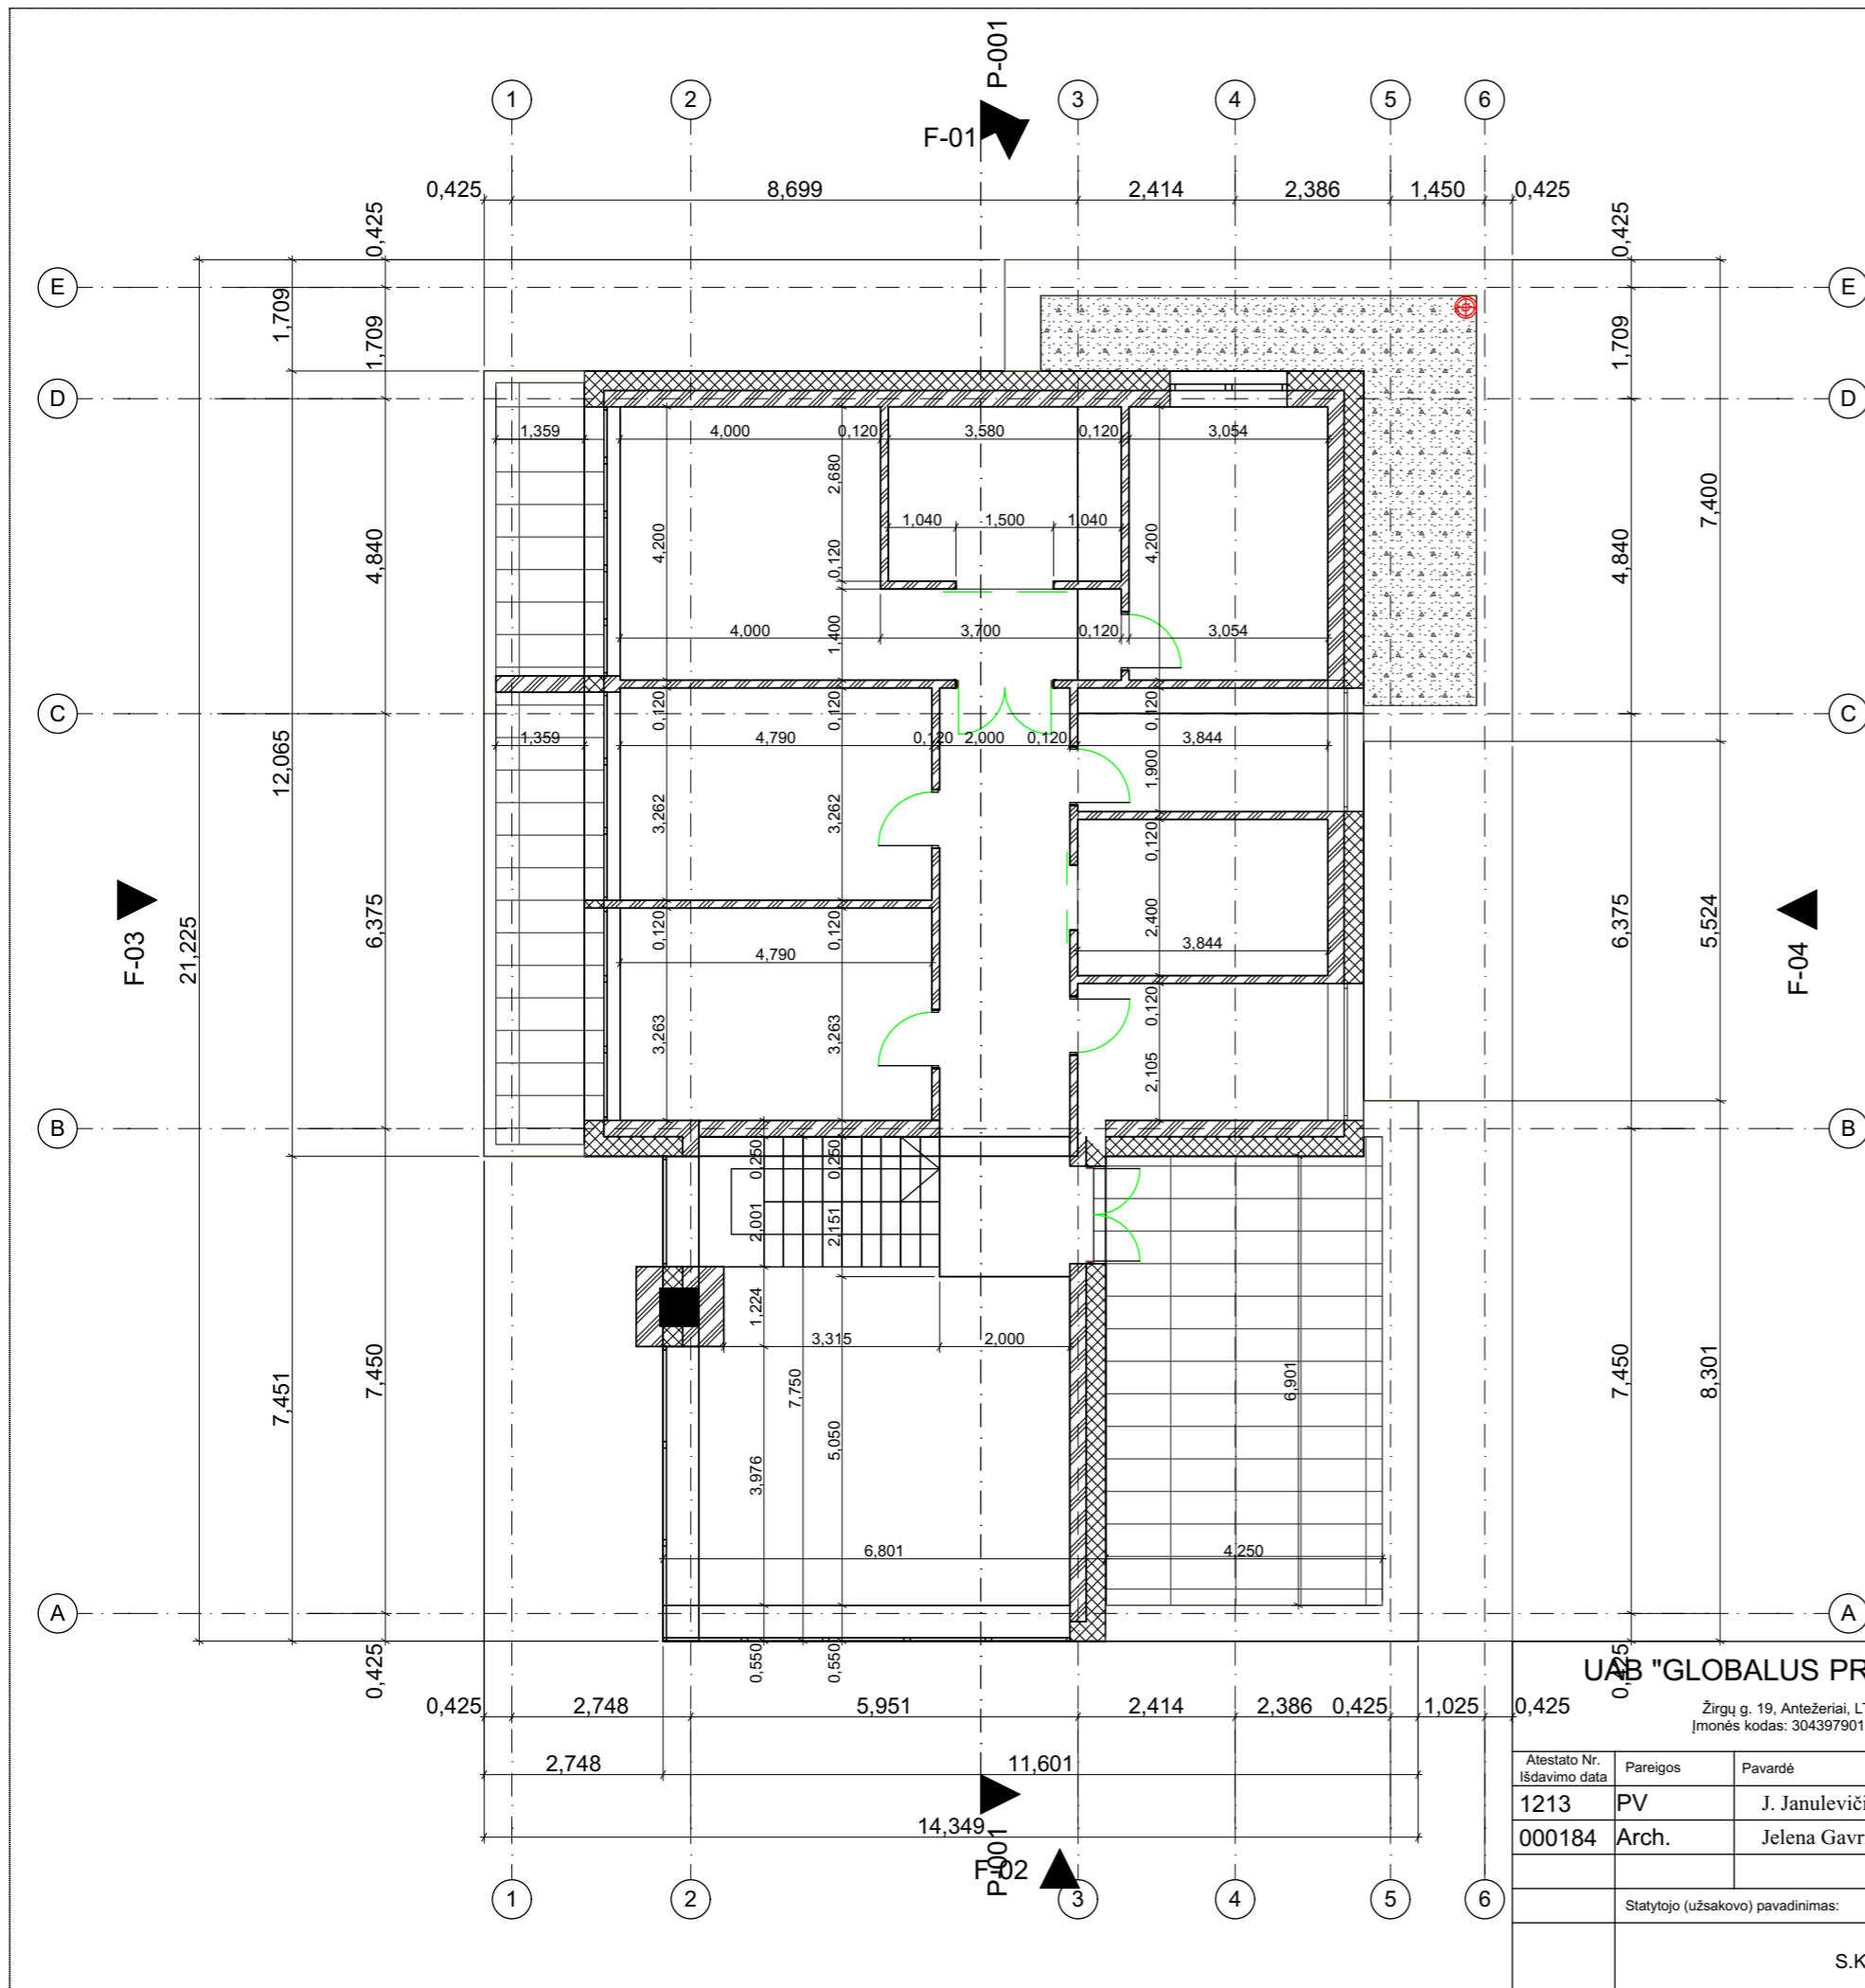 P-001
1 2 3 4 5 6
F-01
0,425 8,699 2,414 2,386 1,450 0,425
0,425 0,425
E E
1,709 1,709 1,709
D D
1,359 4,000 0,120 3,580 0,120 3,054
2,680
7,400
1,040 1,500 1,040
4,840 4,200 0,120 4,200 4,840
4,000 1,400 3,700 0,120 3,054
C C
0,120 0,120 0,120
1,359 4,790 0,120 2,000 0,120 3,844
12,065 1,900
3,262 3,262
0,120
F-03 21,225 6,375 0,120 0,120 2,400 6,375 5,524 F-04
4,790 3,844
3,263 3,263 0,120
2,105
B B
0,250 0,250
2,001 2,151
1,224
3,315 2,000
7,451 7,450 7,750 6,901 7,450 8,301
3,976 5,050
6,801 4,250
A A
0,425 0,550 0,550 0,425
UAB "GLOBALUS PR
Žirgų g. 19, Antežeriai, LT
Įmonės kodas: 304397901
0,425 2,748 5,951 2,414 2,386 0,425 1,025 0,425
2,748 11,601
14,349
P-001
F-02
1 2 3 4 5 6
Atestato Nr.
Išdavimo data Pareigos Pavardė
1213 PV J. Januleviči
000184 Arch. Jelena Gavr
Statytojo (užsakovo) pavadinimas:
S.K